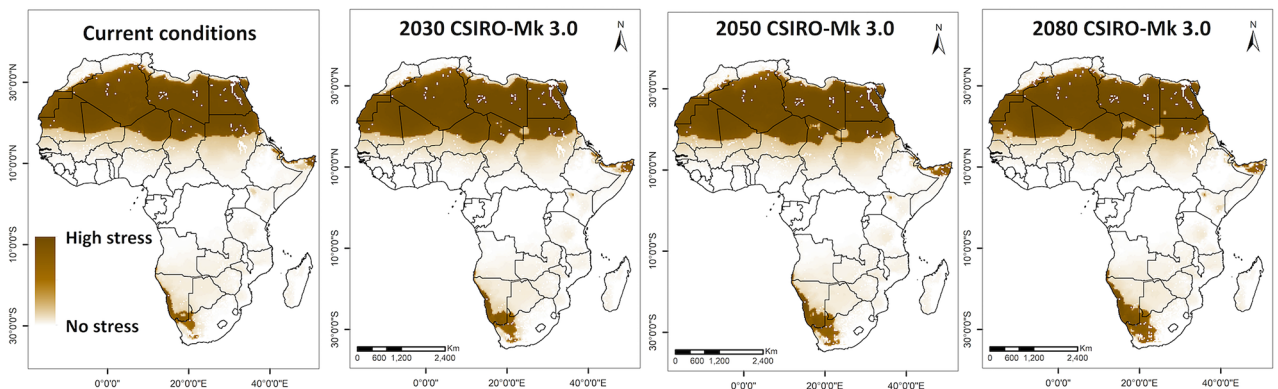 Current conditions
30°0'0"N
10°0'0"N
10°0'0"S
30°0'0"S
High stress
No stress
0°0'0"
20°0'0"E
40°0'0"E
2030 CSIRO-Mk 3.0
N
30°0'0"N
10°0'0"N
10°0'0"S
30°0'0"S
Km
0 600 1,200 2,400
0°0'0"
20°0'0"E
40°0'0"E
2050 CSIRO-Mk 3.0
N
30°0'0"N
10°0'0"N
10°0'0"S
30°0'0"S
Km
0 600 1,200 2,400
0°0'0"
20°0'0"E
40°0'0"E
2080 CSIRO-Mk 3.0
N
30°0'0"N
10°0'0"N
10°0'0"S
30°0'0"S
Km
0 600 1,200 2,400
0°0'0"
20°0'0"E
40°0'0"E